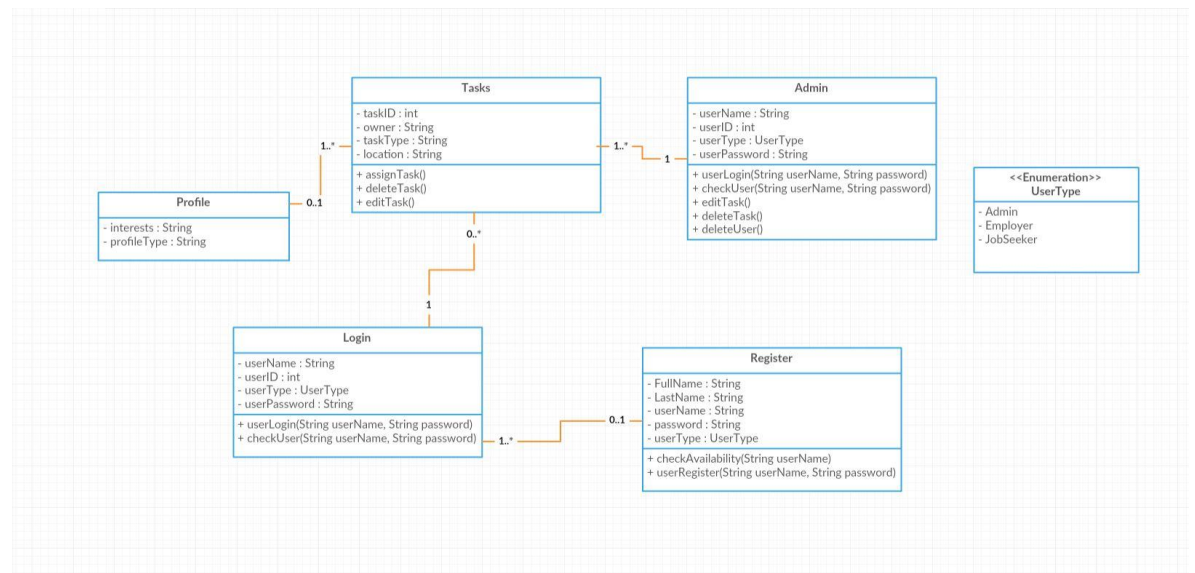 Tasks
- taskID : int
- owner : String
- taskType : String
- location : String
+ assignTask()
+ deleteTask()
+ editTask()
1..*
0..1
Profile
- interests : String
- profileType : String
1..*
1
Admin
- userName : String
- userID : int
- userType : UserType
- userPassword : String
+ userLogin(String userName, String password)
+ checkUser(String userName, String password)
+ editTask()
+ deleteTask()
+ deleteUser()
<<Enumeration>>
UserType
- Admin
- Employer
- JobSeeker
0..*
1
Login
- userName : String
- userID : int
- userType : UserType
- userPassword : String
+ userLogin(String userName, String password)
+ checkUser(String userName, String password)
1..*
0..1
Register
- FullName : String
- LastName : String
- userName : String
- password : String
- userType : UserType
+ checkAvailability(String userName)
+ userRegister(String userName, String password)